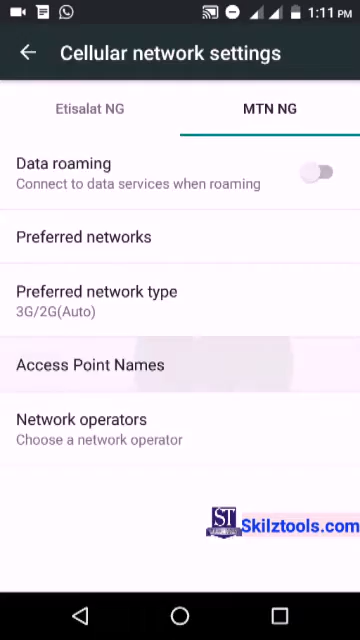 1:11 PM
Cellular network settings
Etisalat NG
MTN NG
Data roaming
Connect to data services when roaming
Preferred networks
Preferred network type
3G/2G(Auto)
Access Point Names
Network operators
Choose a network operator
ST
Skilztools.com